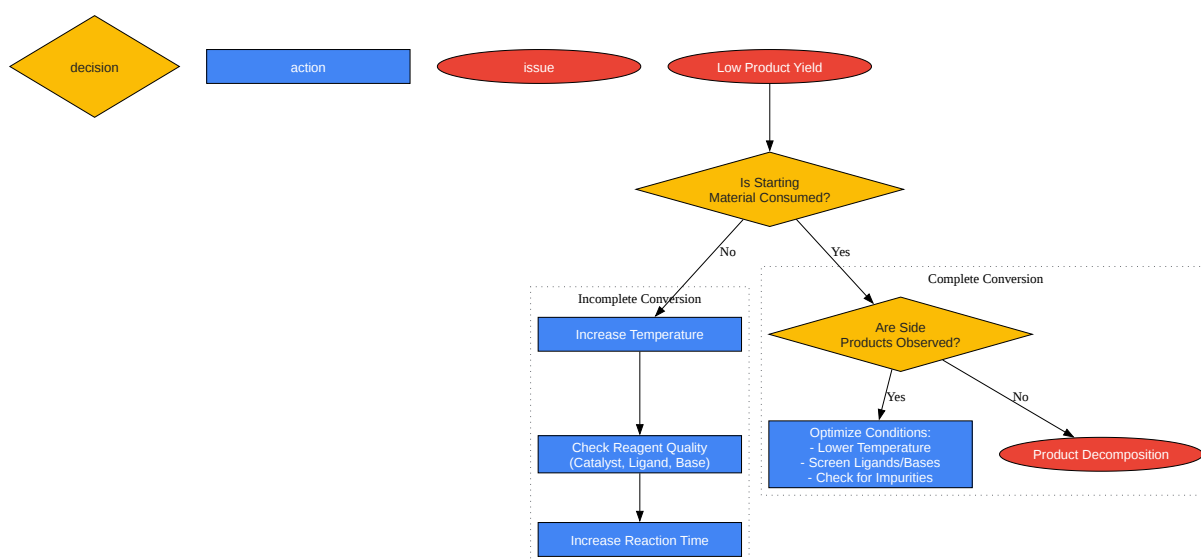 decision
action
issue
Low Product Yield
Is Starting
Material Consumed?
No
Yes
Incomplete Conversion
Complete Conversion
Increase Temperature
Are Side
Products Observed?
Yes
No
Check Reagent Quality
(Catalyst, Ligand, Base)
Optimize Conditions:
- Lower Temperature
- Screen Ligands/Bases
- Check for Impurities
Product Decomposition
Increase Reaction Time